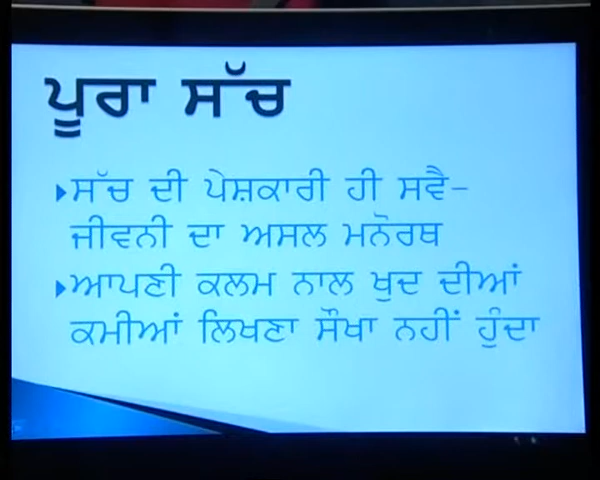 ਪੂਰਾ ਸੱਚ
ਸੱਚ ਦੀ ਪੇਸ਼ਕਾਰੀ ਹੀ ਸਵੈ-
ਜੀਵਨੀ ਦਾ ਅਸਲ ਮਨੋਰਥ
ਆਪਣੀ ਕਲਮ ਨਾਲ ਖੁਦ ਦੀਆਂ
ਕਮੀਆਂ ਲਿਖਣਾ ਸੌਖਾ ਨਹੀਂ ਹੁੰਦਾ